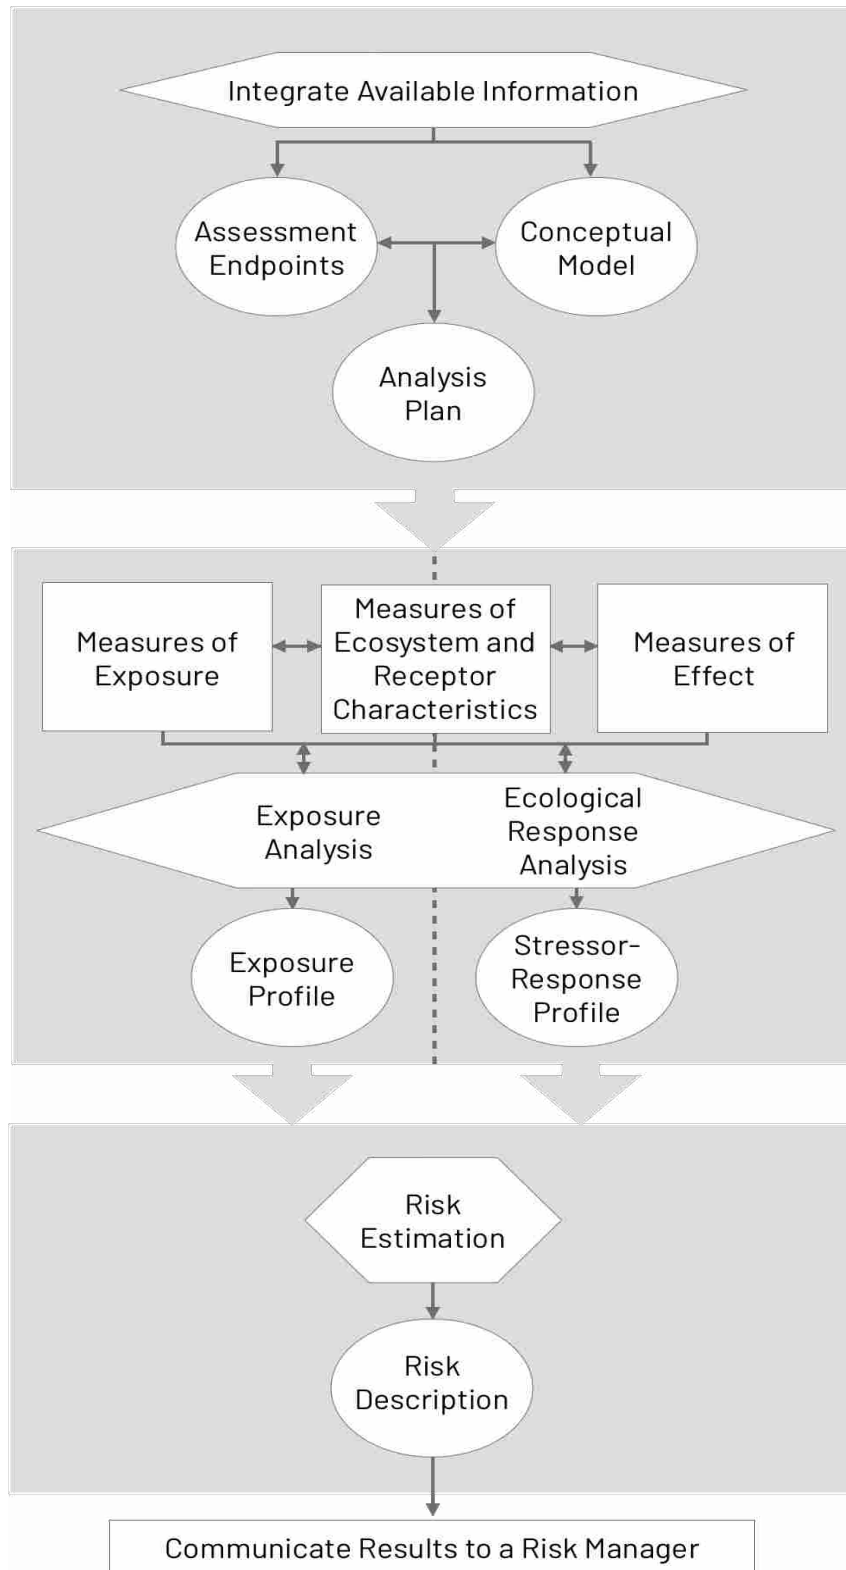 Integrate Available Information
Assessment
Endpoints
Conceptual
Model
Analysis
Plan
Measures of
Exposure
Measures of
Ecosystem and
Receptor
Characteristics
Measures of
Effect
Exposure
Analysis
Ecological
Response
Analysis
Exposure
Profile
Stressor-
Response
Profile
Risk
Estimation
Risk
Description
Communicate Results to a Risk Manager